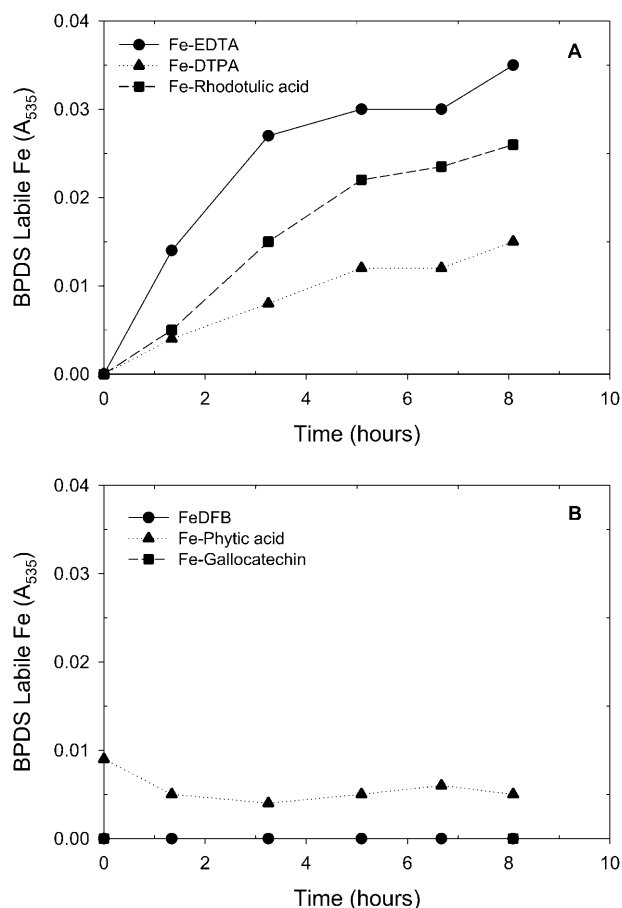 0.04
A
Fe-EDTA
Fe-DTPA
Fe-Rhodotulic acid
0.03
0.02
0.01
0.00
BPDS Labile Fe (A535)
0 2 4 6 8 10
Time (hours)
0.04
B
FeDFB
Fe-Phytic acid
Fe-Gallocatechin
0.03
0.02
0.01
0.00
BPDS Labile Fe (A535)
0 2 4 6 8 10
Time (hours)